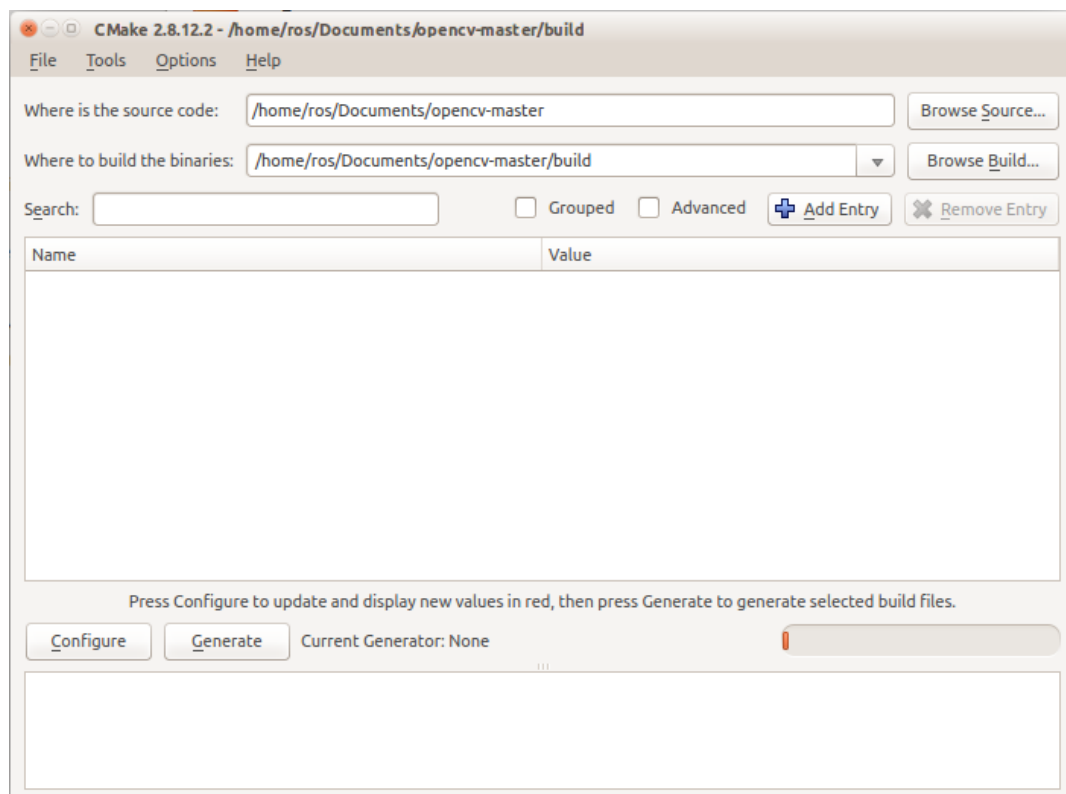 CMake 2.8.12.2 - /home/ros/Documents/opencv-master/build
File Tools Options Help
Where is the source code: /home/ros/Documents/opencv-master Browse Source...
Where to build the binaries: /home/ros/Documents/opencv-master/build Browse Build...
Search: Grouped Advanced Add Entry Remove Entry
Name Value
Press Configure to update and display new values in red, then press Generate to generate selected build files.
Configure Generate Current Generator: None